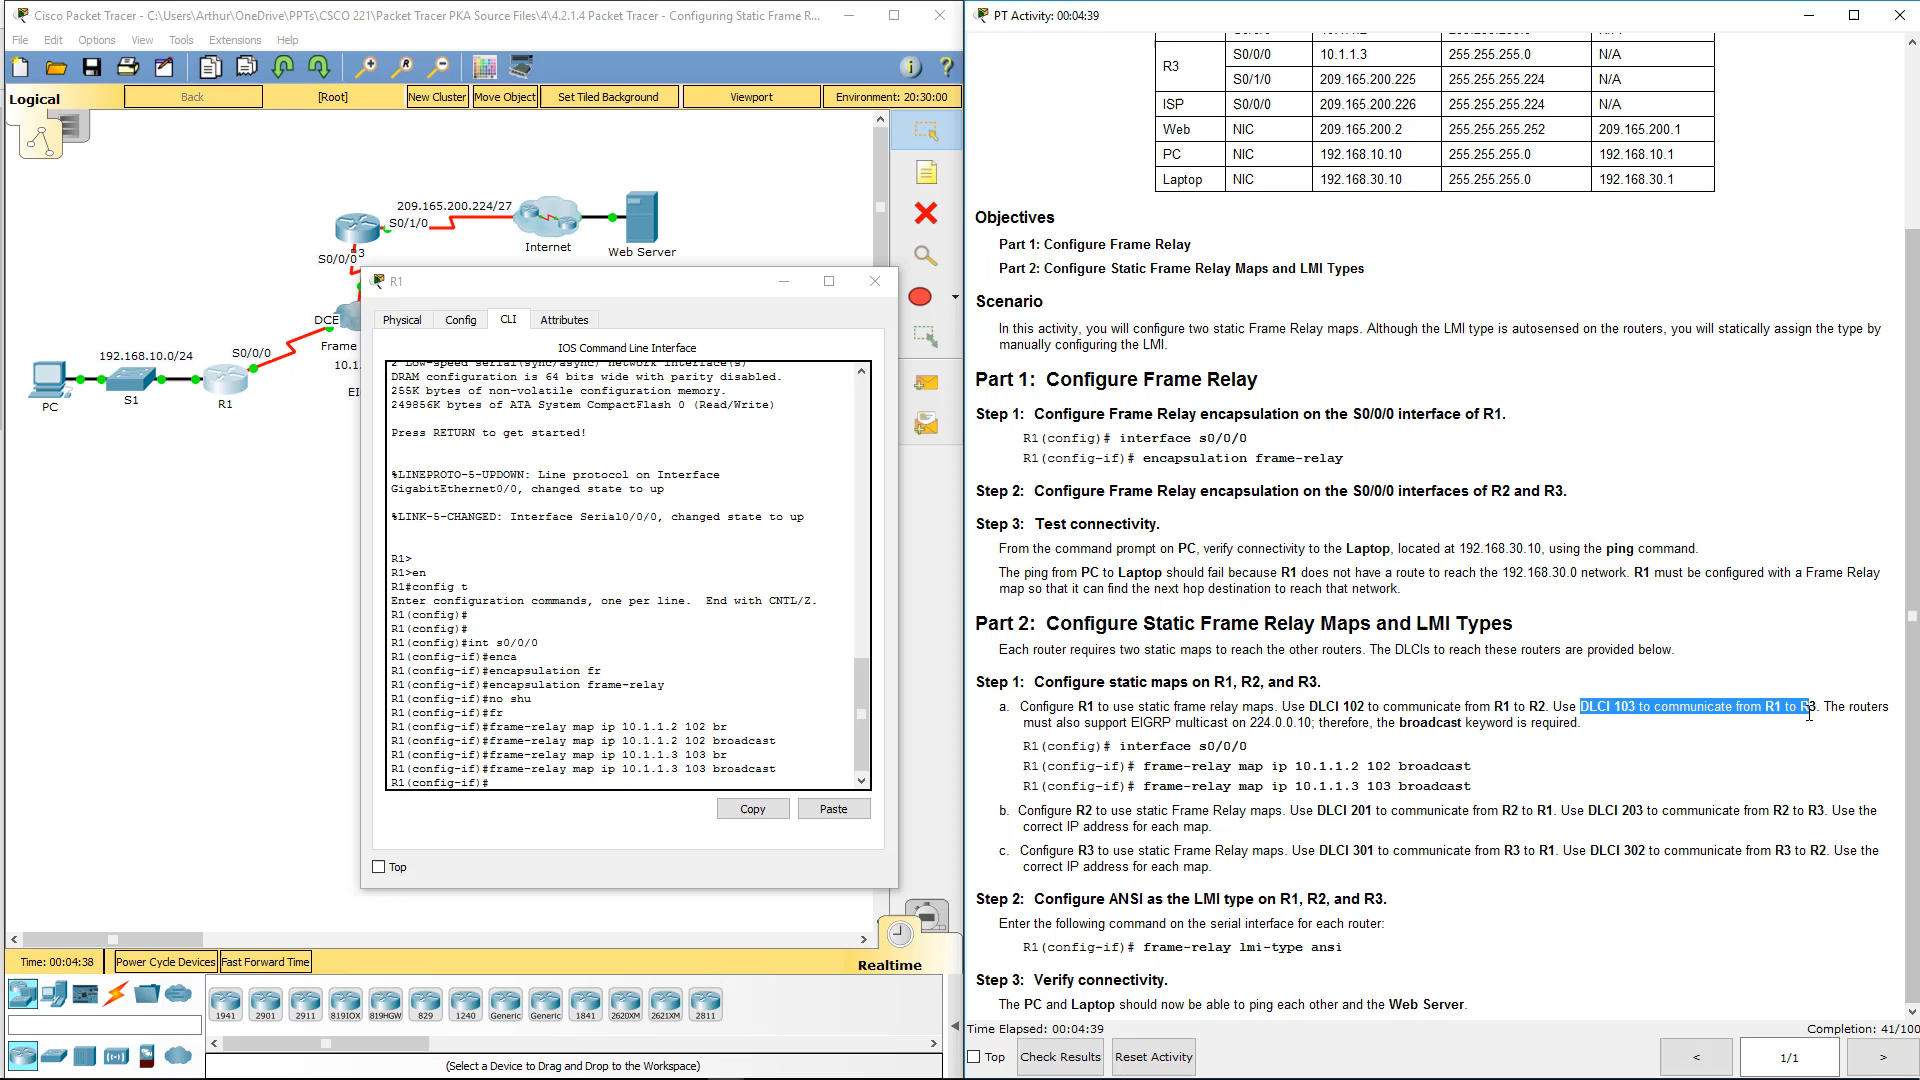 Cisco Packet Tracer - C:\Users\Arthur\OneDrive\PPTs\CSCO 221\Packet Tracer PKA Source Files\4\4.2.1.4 Packet Tracer - Configuring Static Frame R...
File Edit Options View Tools Extensions Help
Logical
Back
[Root]
New Cluster
Move Object
Set Tiled Background
Viewport
Environment: 20:30:00
209.165.200.224/27
S0/1/0
Internet
Web Server
3
S0/0/0
DCE
Frame
10.1.
EI
192.168.10.0/24
S0/0/0
PC
S1
R1
R1
Physical
Config
CLI
Attributes
IOS Command Line Interface
2 Low-speed serial(sync/async) network interface(s)
DRAM configuration is 64 bits wide with parity disabled.
255K bytes of non-volatile configuration memory.
249856K bytes of ATA System CompactFlash 0 (Read/Write)
Press RETURN to get started!
%LINEPROTO-5-UPDOWN: Line protocol on Interface
GigabitEthernet0/0, changed state to up
%LINK-5-CHANGED: Interface Serial0/0/0, changed state to up
R1>
R1>en
R1#config t
Enter configuration commands, one per line.  End with CNTL/Z.
R1(config)#
R1(config)#
R1(config)#int s0/0/0
R1(config-if)#enca
R1(config-if)#encapsulation fr
R1(config-if)#encapsulation frame-relay
R1(config-if)#no shu
R1(config-if)#fr
R1(config-if)#frame-relay map ip 10.1.1.2 102 br
R1(config-if)#frame-relay map ip 10.1.1.2 102 broadcast
R1(config-if)#frame-relay map ip 10.1.1.3 103 br
R1(config-if)#frame-relay map ip 10.1.1.3 103 broadcast
R1(config-if)#
Copy
Paste
Top
Time: 00:04:38
Power Cycle Devices
Fast Forward Time
Realtime
1941 2901 2911 819IOX 819HGW 829 1240 Generic Generic 1841 2620XM 2621XM 2811
(Select a Device to Drag and Drop to the Workspace)
PT Activity: 00:04:39
R3 S0/0/0 10.1.1.3 255.255.255.0 N/A
S0/1/0 209.165.200.225 255.255.255.224 N/A
ISP S0/0/0 209.165.200.226 255.255.255.224 N/A
Web NIC 209.165.200.2 255.255.255.252 209.165.200.1
PC NIC 192.168.10.10 255.255.255.0 192.168.10.1
Laptop NIC 192.168.30.10 255.255.255.0 192.168.30.1
Objectives
Part 1: Configure Frame Relay
Part 2: Configure Static Frame Relay Maps and LMI Types
Scenario
In this activity, you will configure two static Frame Relay maps. Although the LMI type is autosensed on the routers, you will statically assign the type by
manually configuring the LMI.
Part 1: Configure Frame Relay
Step 1: Configure Frame Relay encapsulation on the S0/0/0 interface of R1.
R1(config)# interface s0/0/0
R1(config-if)# encapsulation frame-relay
Step 2: Configure Frame Relay encapsulation on the S0/0/0 interfaces of R2 and R3.
Step 3: Test connectivity.
From the command prompt on PC, verify connectivity to the Laptop, located at 192.168.30.10, using the ping command.
The ping from PC to Laptop should fail because R1 does not have a route to reach the 192.168.30.0 network. R1 must be configured with a Frame Relay
map so that it can find the next hop destination to reach that network.
Part 2: Configure Static Frame Relay Maps and LMI Types
Each router requires two static maps to reach the other routers. The DLCIs to reach these routers are provided below.
Step 1: Configure static maps on R1, R2, and R3.
a. Configure R1 to use static frame relay maps. Use DLCI 102 to communicate from R1 to R2. Use DLCI 103 to communicate from R1 to R3. The routers
must also support EIGRP multicast on 224.0.0.10; therefore, the broadcast keyword is required.
R1(config)# interface s0/0/0
R1(config-if)# frame-relay map ip 10.1.1.2 102 broadcast
R1(config-if)# frame-relay map ip 10.1.1.3 103 broadcast
b. Configure R2 to use static Frame Relay maps. Use DLCI 201 to communicate from R2 to R1. Use DLCI 203 to communicate from R2 to R3. Use the
correct IP address for each map.
c. Configure R3 to use static Frame Relay maps. Use DLCI 301 to communicate from R3 to R1. Use DLCI 302 to communicate from R3 to R2. Use the
correct IP address for each map.
Step 2: Configure ANSI as the LMI type on R1, R2, and R3.
Enter the following command on the serial interface for each router:
R1(config-if)# frame-relay lmi-type ansi
Step 3: Verify connectivity.
The PC and Laptop should now be able to ping each other and the Web Server.
Time Elapsed: 00:04:39
Completion: 41/100
Top
Check Results
Reset Activity
<
1/1
>